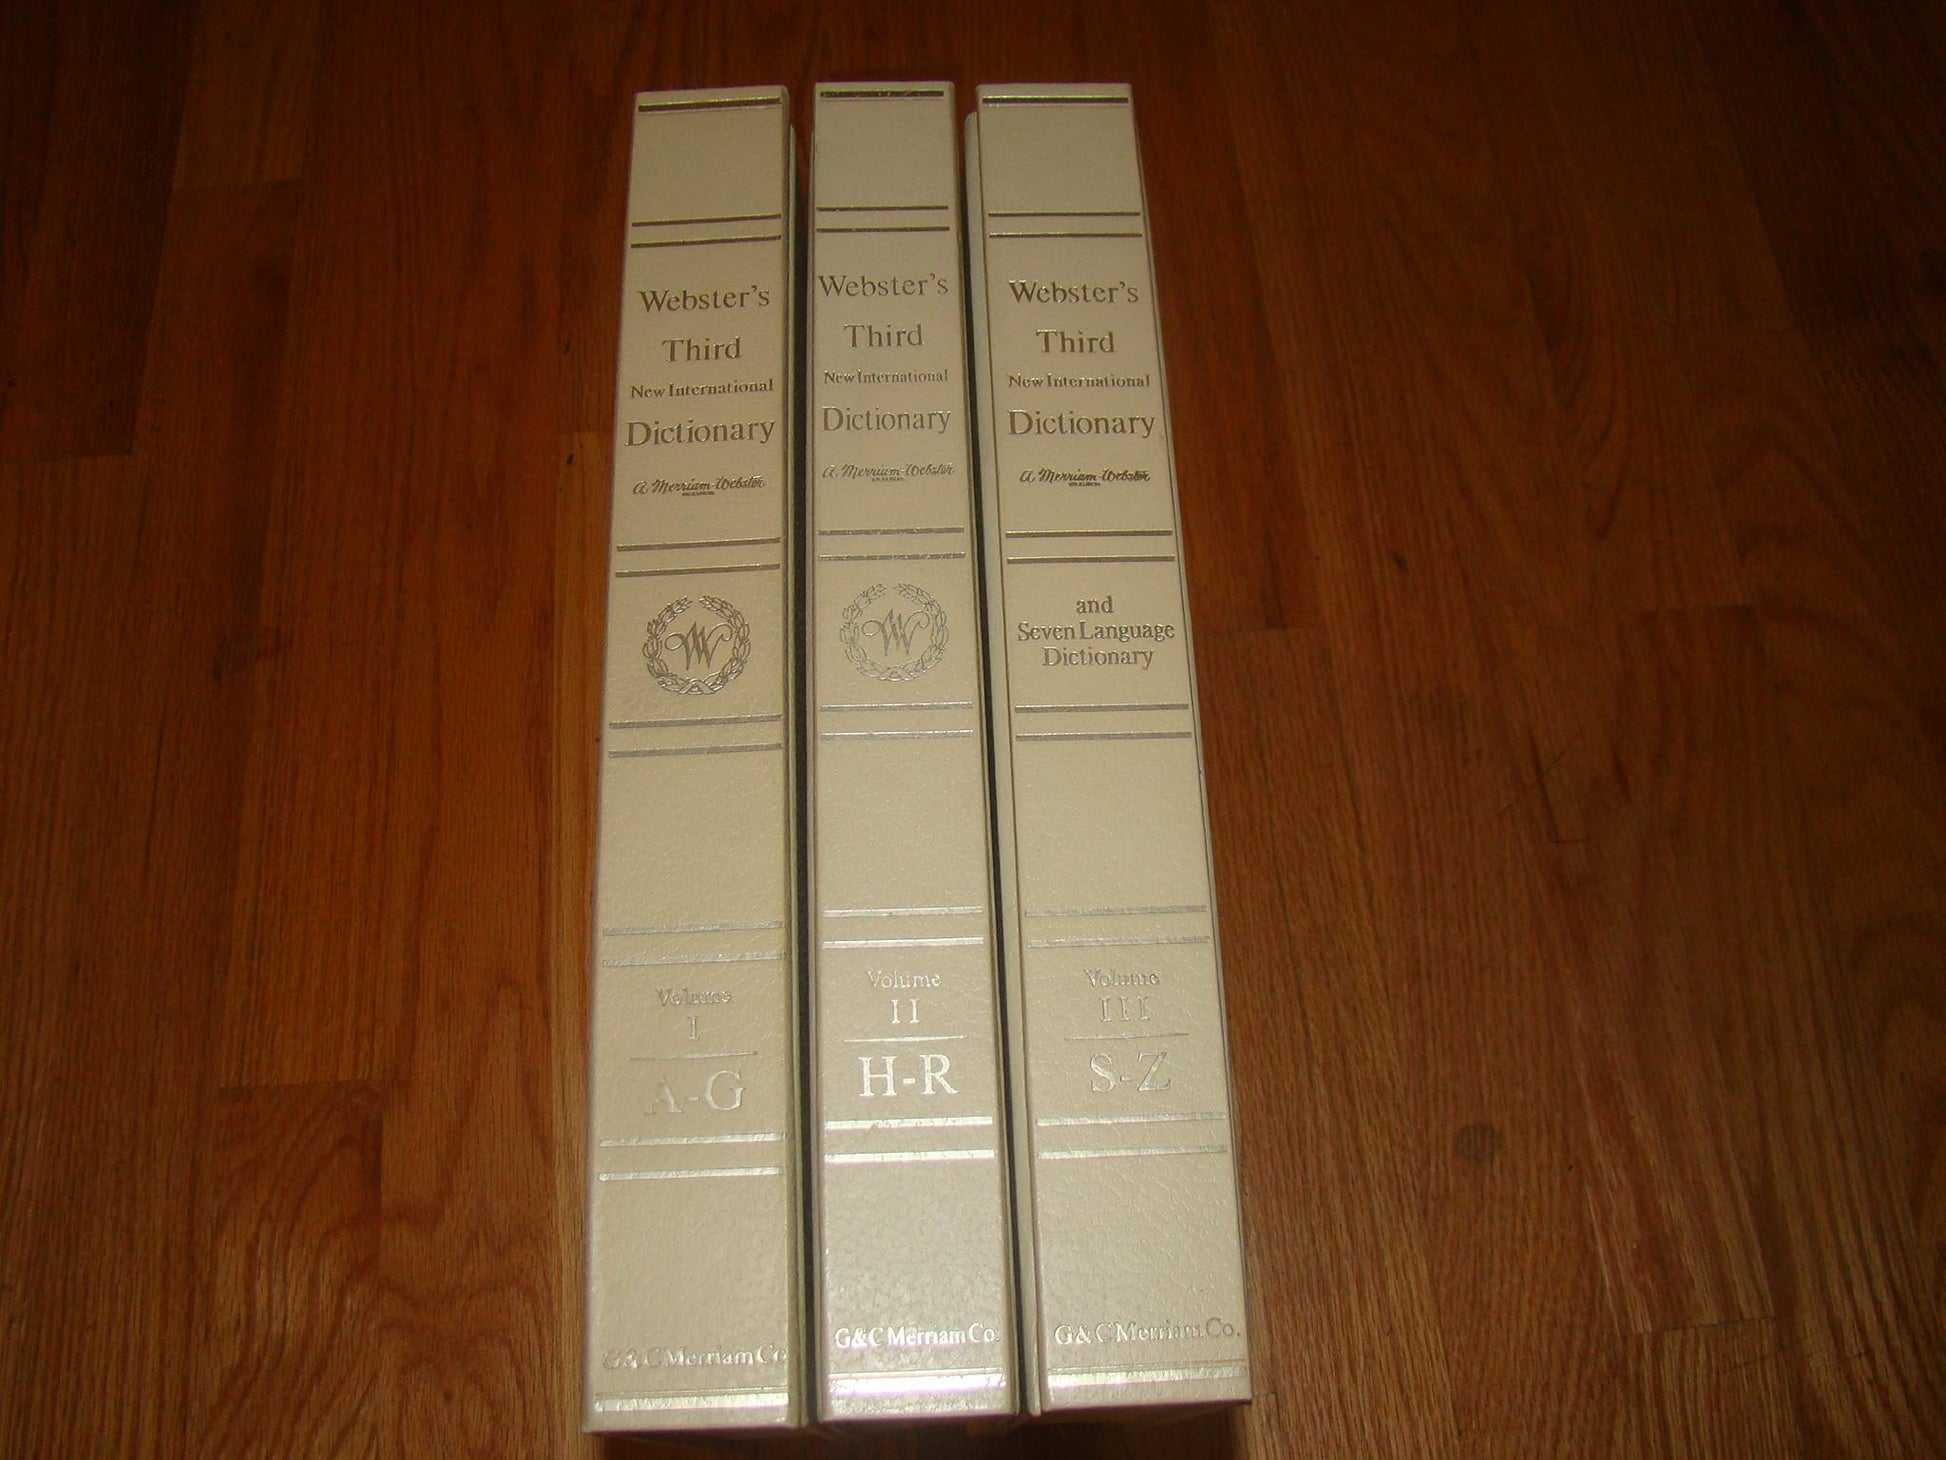 Webster's
Third
New International
Dictionary
A Merriam-Webster
W
Volume
I
A-G
G&C Merriam Co.
Webster's
Third
New International
Dictionary
A Merriam-Webster
W
Volume
II
H-R
G&C Merriam Co.
Webster's
Third
New International
Dictionary
A Merriam-Webster
and
Seven Language
Dictionary
Volume
III
S-Z
G&C Merriam Co.